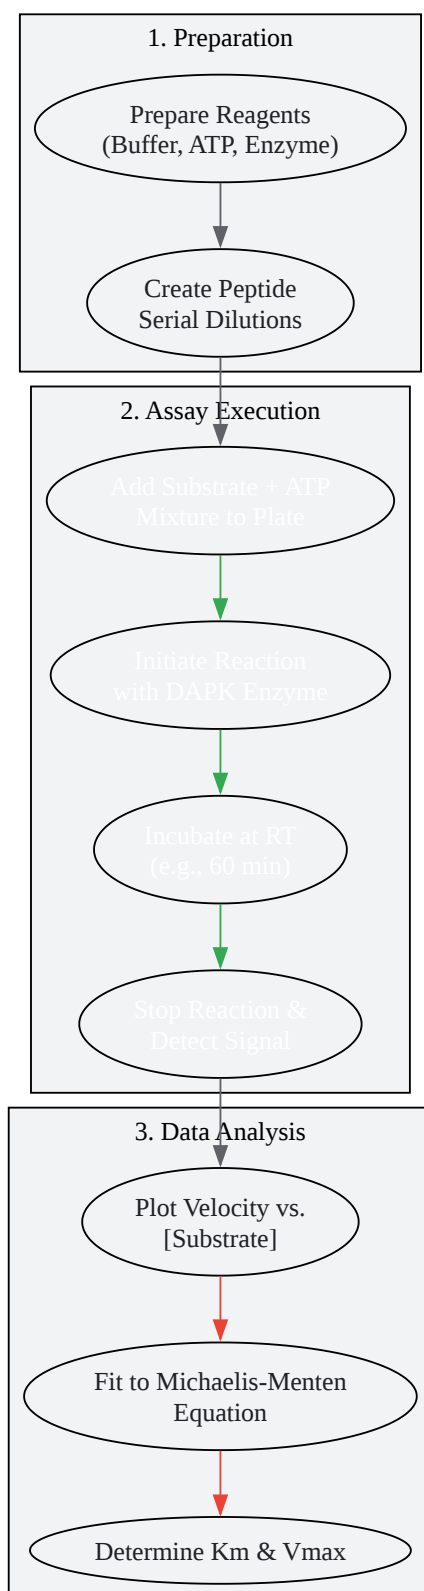 1. Preparation
Prepare Reagents
(Buffer, ATP, Enzyme)
Create Peptide
Serial Dilutions
2. Assay Execution
Add Substrate + ATP
Mixture to Plate
Initiate Reaction
with DAPK Enzyme
Incubate at RT
(e.g., 60 min)
Stop Reaction &
Detect Signal
3. Data Analysis
Plot Velocity vs.
[Substrate]
Fit to Michaelis-Menten
Equation
Determine Km & Vmax